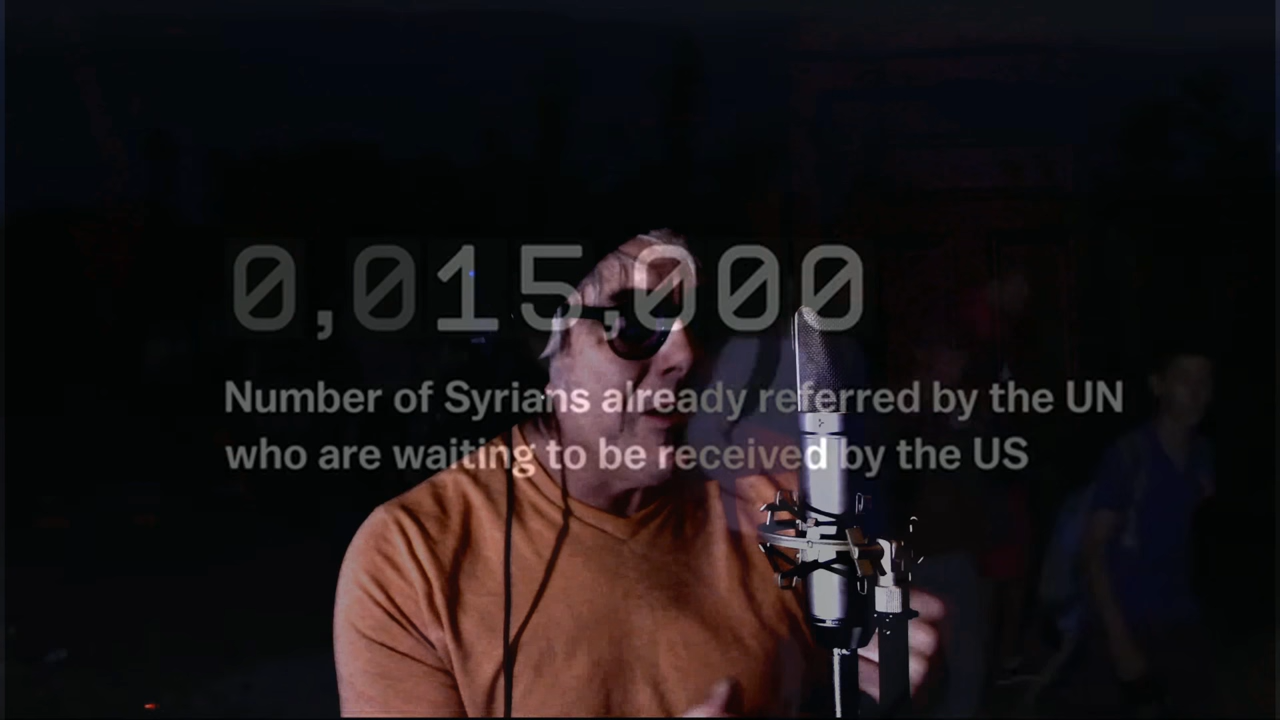 0,015,000
Number of Syrians already referred by the UN
who are waiting to be received by the US